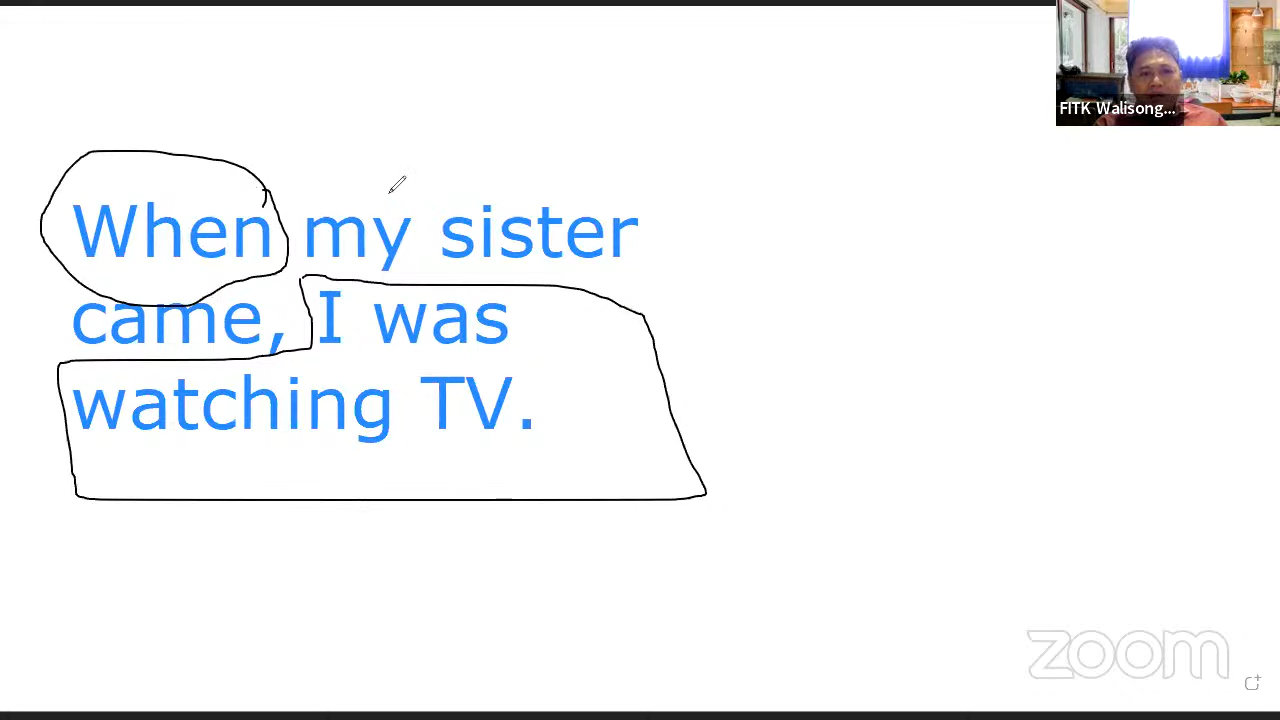 FITK Walisong...
When my sister
came, I was
watching TV.
zoom